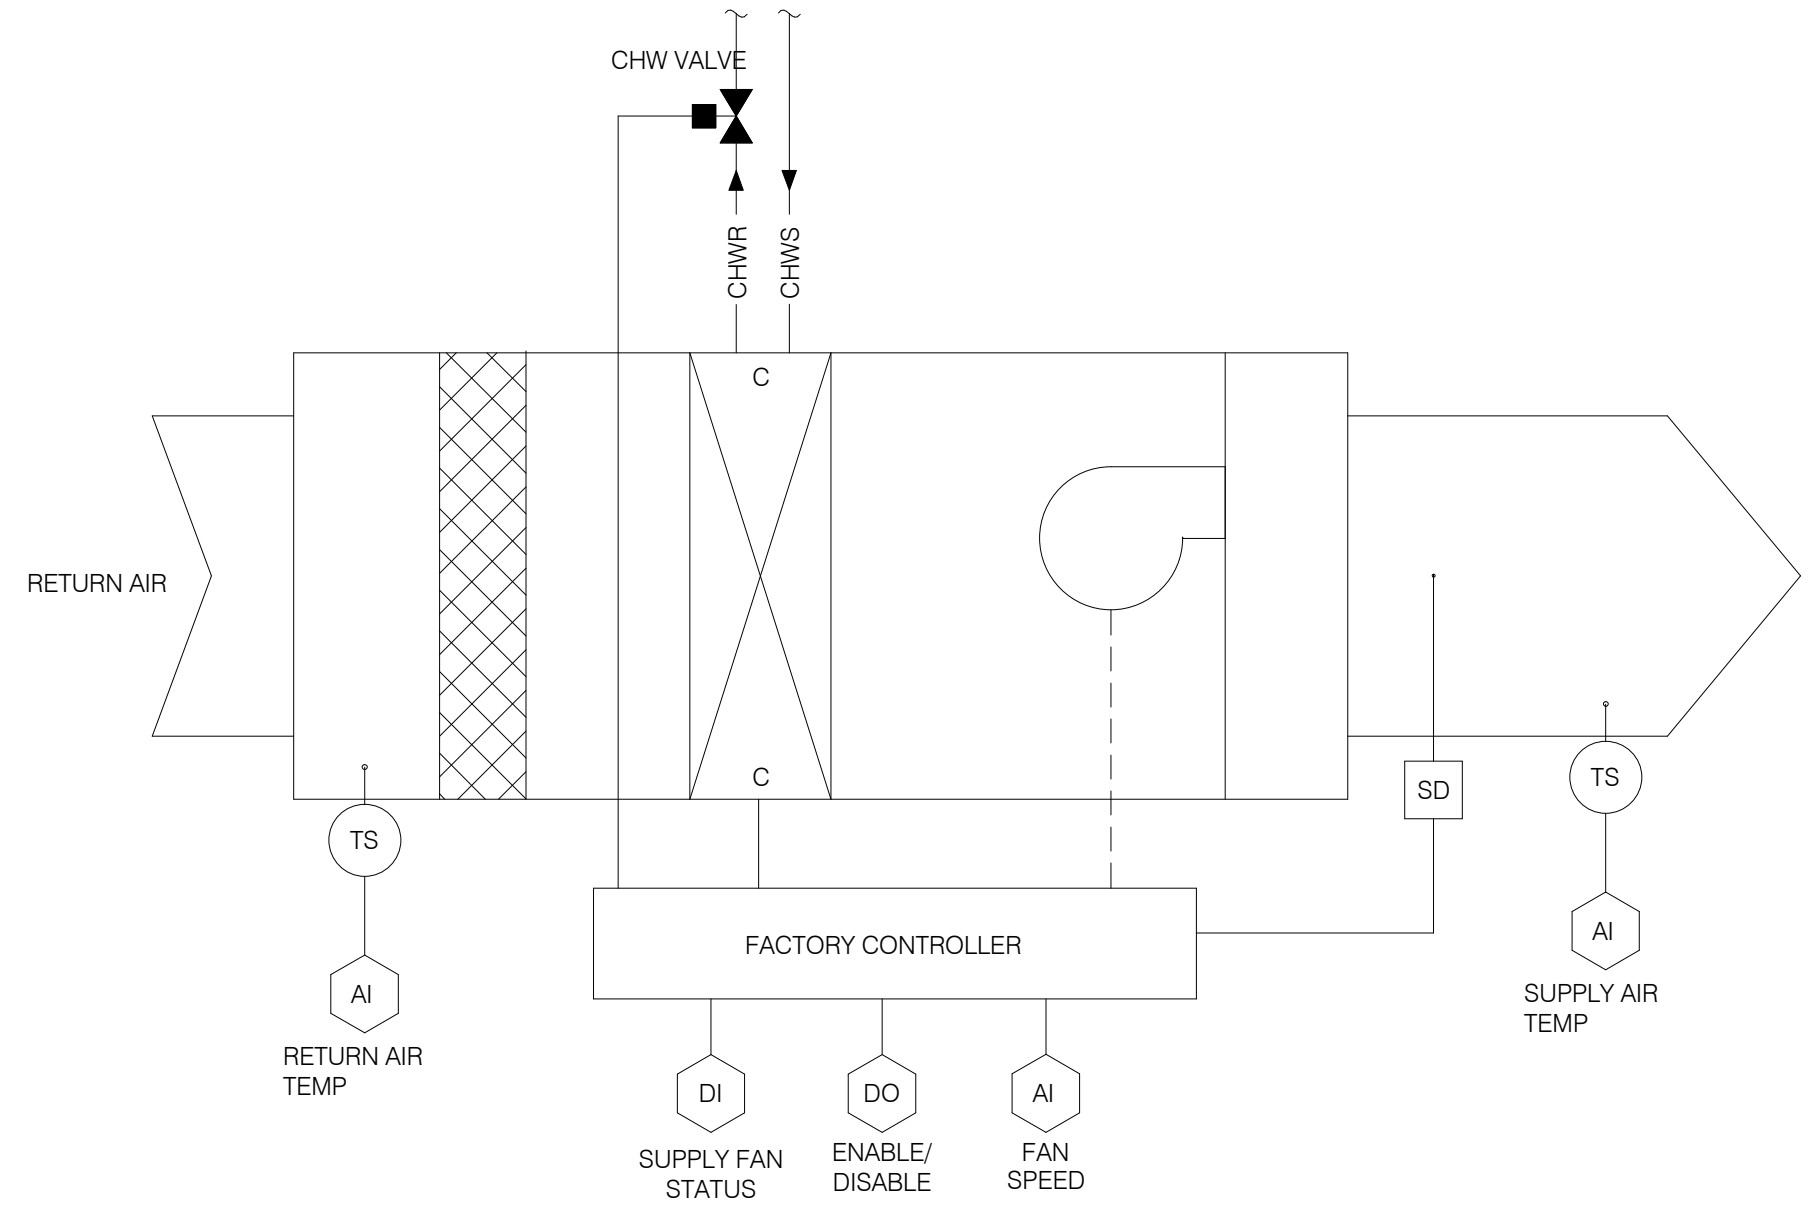 CHW VALVE
CHWR
CHWS
C
RETURN AIR
C
SD
TS
TS
FACTORY CONTROLLER
AI
AI
SUPPLY AIR
TEMP
RETURN AIR
TEMP
DI
DO
AI
SUPPLY FAN
STATUS
ENABLE/
DISABLE
FAN
SPEED